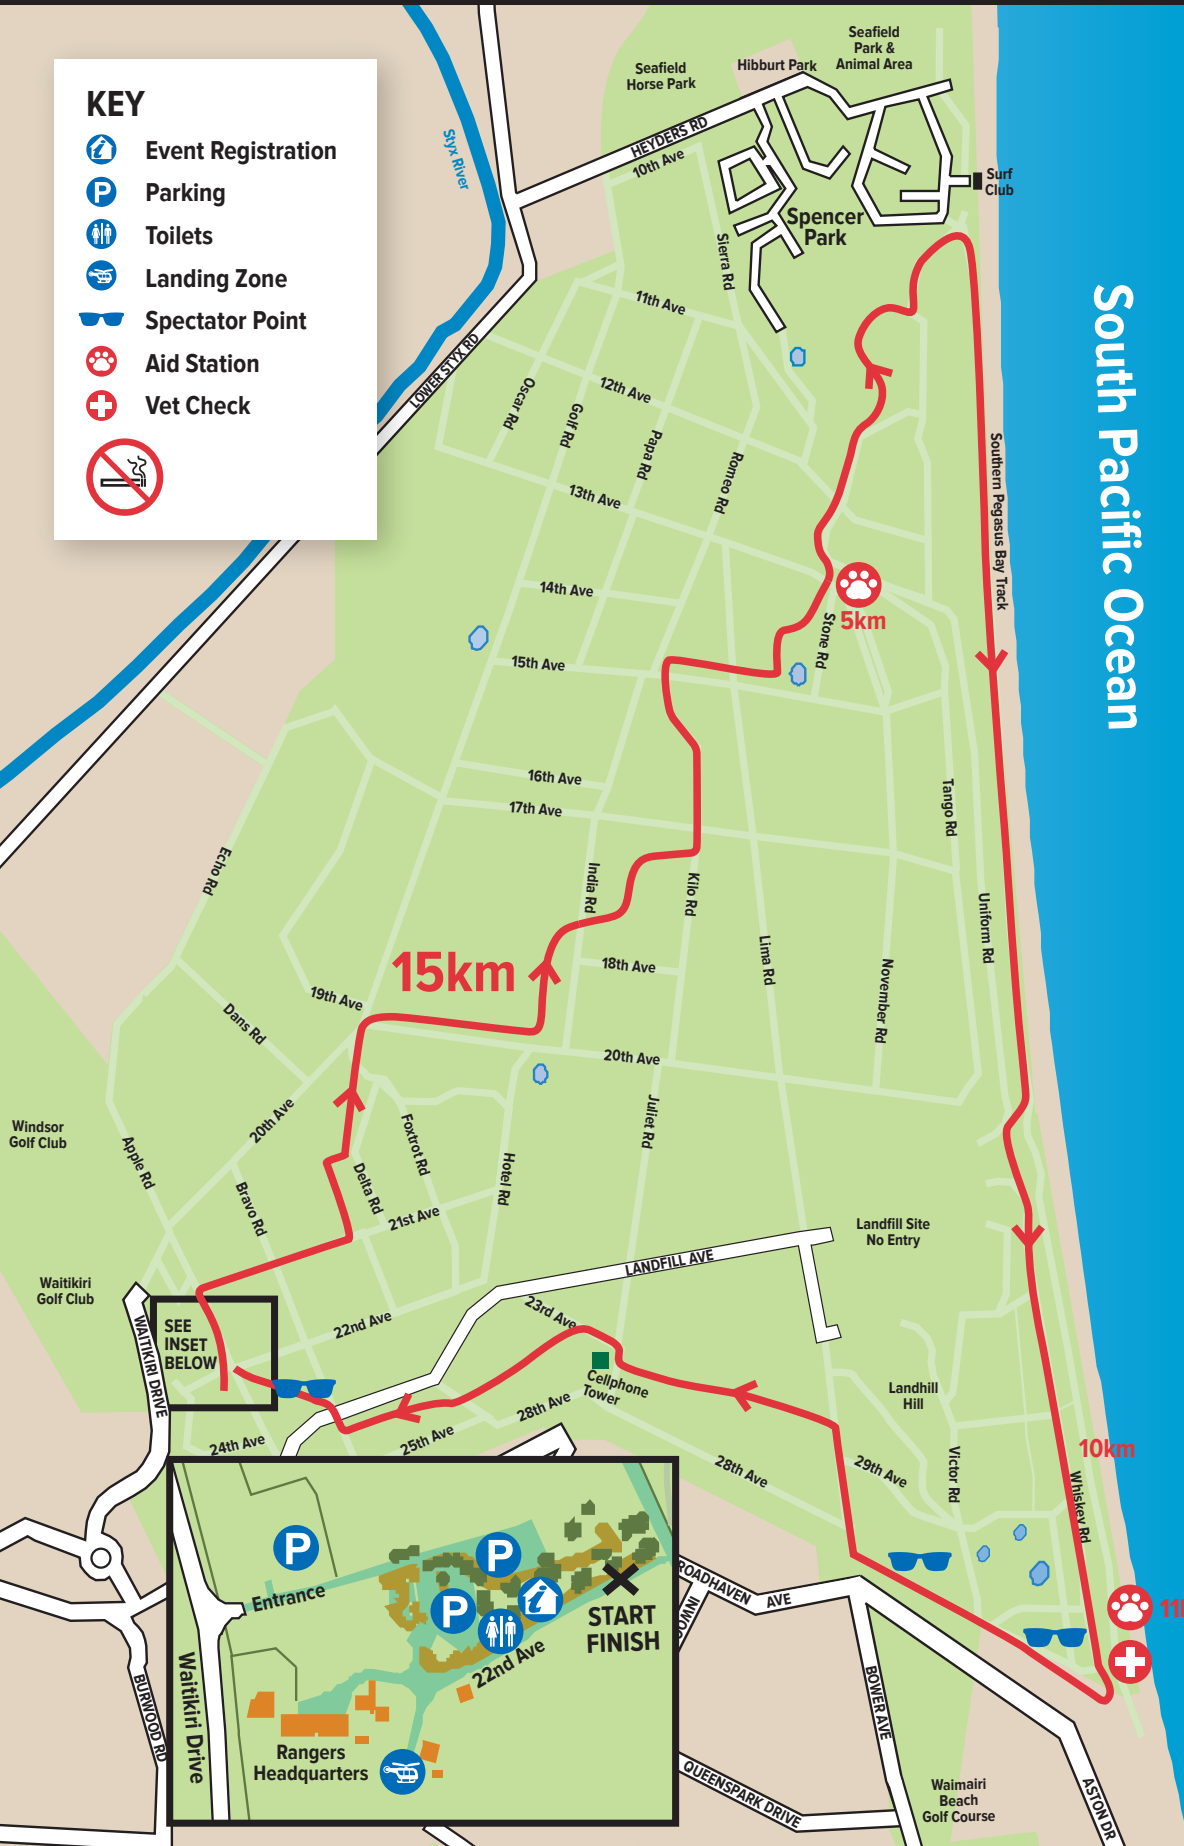 KEY
Event Registration
P Parking
Toilets
Landing Zone
Spectator Point
Aid Station
Vet Check
Seafield
Horse Park
Hibburt Park
Seafield
Park &
Animal Area
Styx River
HEYDERS RD
10th Ave
Surf
Club
Spencer
Park
Sierra Rd
11th Ave
LOWER STYX RD
12th Ave
Oscar Rd
Golf Rd
Papa Rd
Romeo Rd
13th Ave
Southern Pegasus Bay Track
South Pacific Ocean
14th Ave
5km
Stone Rd
15th Ave
16th Ave
17th Ave
Tango Rd
Echo Rd
India Rd
Kilo Rd
Uniform Rd
Lima Rd
November Rd
15km
18th Ave
19th Ave
Dans Rd
20th Ave
20th Ave
Windsor
Golf Club
Apple Rd
Foxtrot Rd
Juliet Rd
Bravo Rd
Delta Rd
Hotel Rd
21st Ave
Landfill Site
No Entry
LANDFILL AVE
Waitikiri
Golf Club
WAITIKIRI DRIVE
SEE
INSET
BELOW
22nd Ave
23rd Ave
Cellphone
Tower
Landhill
Hill
24th Ave
25th Ave
28th Ave
28th Ave
29th Ave
Victor Rd
10km
Whiskey Rd
P
P
P
Entrance
START
FINISH
22nd Ave
Waitikiri Drive
Rangers
Headquarters
BURWOOD RD
ROADHAVEN AVE
BOWER AVE
QUEENSPARK DRIVE
ASTON DR
Waimairi
Beach
Golf Course